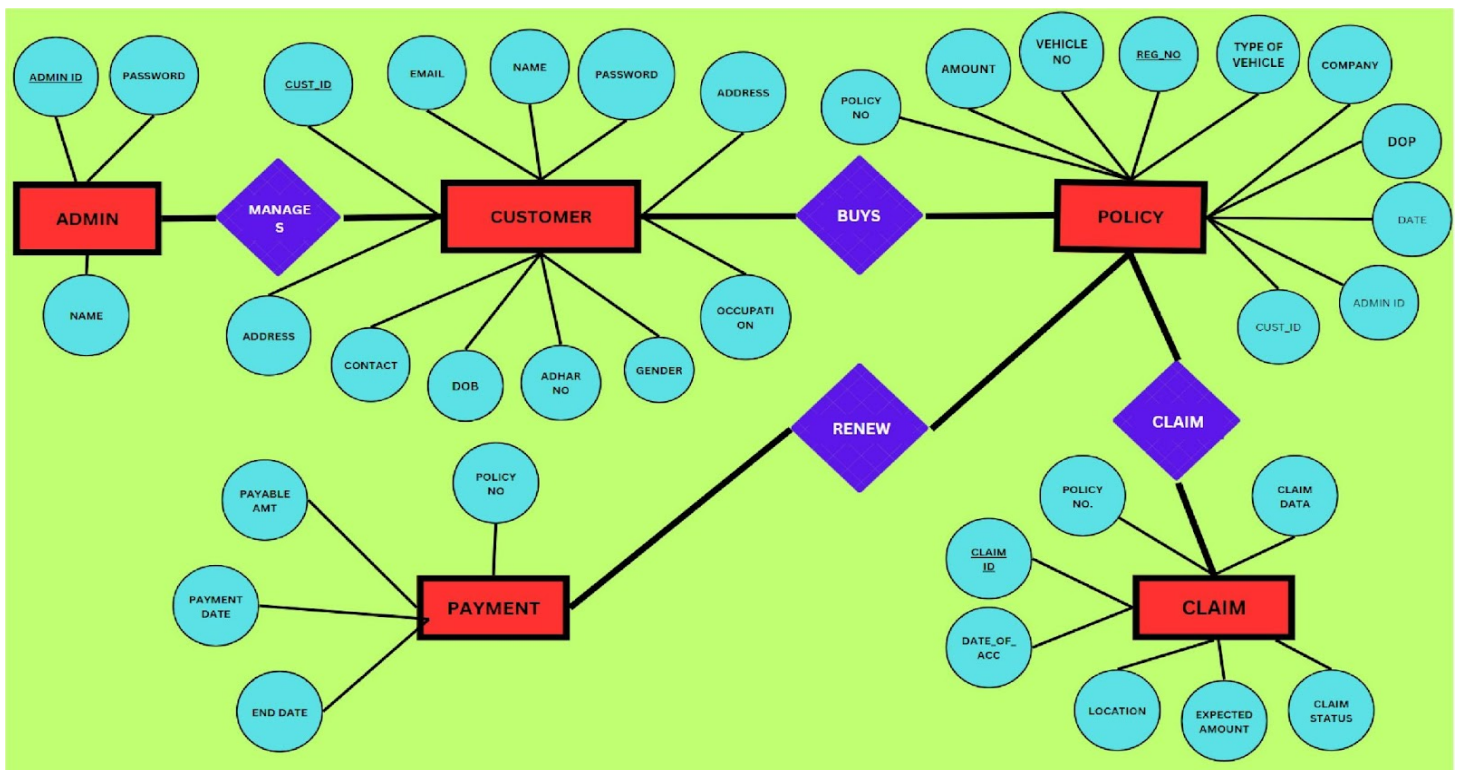 ADMIN ID
PASSWORD
ADMIN
NAME
MANAGE
S
CUST_ID
EMAIL
NAME
PASSWORD
ADDRESS
CUSTOMER
ADDRESS
CONTACT
DOB
ADHAR
NO
GENDER
OCCUPATI
ON
BUYS
POLICY
NO
AMOUNT
VEHICLE
NO
REG_NO
TYPE OF
VEHICLE
COMPANY
DOP
DATE
ADMIN ID
CUST_ID
POLICY
RENEW
CLAIM
PAYABLE
AMT
POLICY
NO
PAYMENT
DATE
END DATE
PAYMENT
POLICY
NO.
CLAIM
DATA
CLAIM
ID
DATE_OF_
ACC
CLAIM
LOCATION
EXPECTED
AMOUNT
CLAIM
STATUS